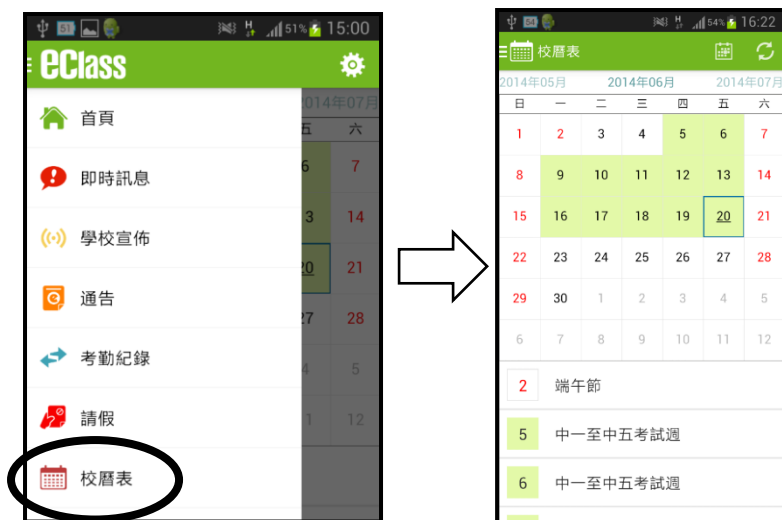 51 51% 15:00
eClass
首頁
即時訊息
學校宣佈
通告
考勤紀錄
請假
校曆表
2014年07月
五 六
6 7
3 14
20 21
27 28
4 5
1 12
54 54% 16:22
校曆表
2014年05月 2014年06月 2014年07月
日 一 二 三 四 五 六
1 2 3 4 5 6 7
8 9 10 11 12 13 14
15 16 17 18 19 20 21
22 23 24 25 26 27 28
29 30 1 2 3 4 5
6 7 8 9 10 11 12
2 端午節
5 中一至中五考試週
6 中一至中五考試週